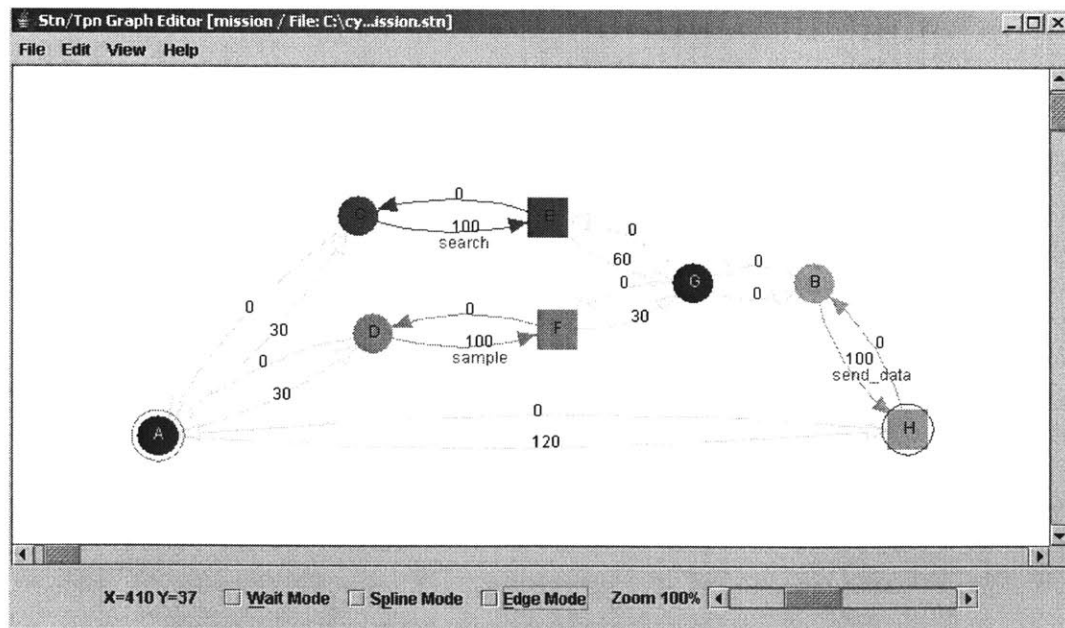 Stn/Tpn Graph Editor [mission / File: C:\cy...ission.stn]
File Edit View Help
0
C
E
100
search
0
60
0
0
G
B
0
0
30
0
D
F
100
sample
0
30
30
0
100
send_data
0
30
A
0
120
H
X=410 Y=37 Wait Mode Spline Mode Edge Mode Zoom 100%